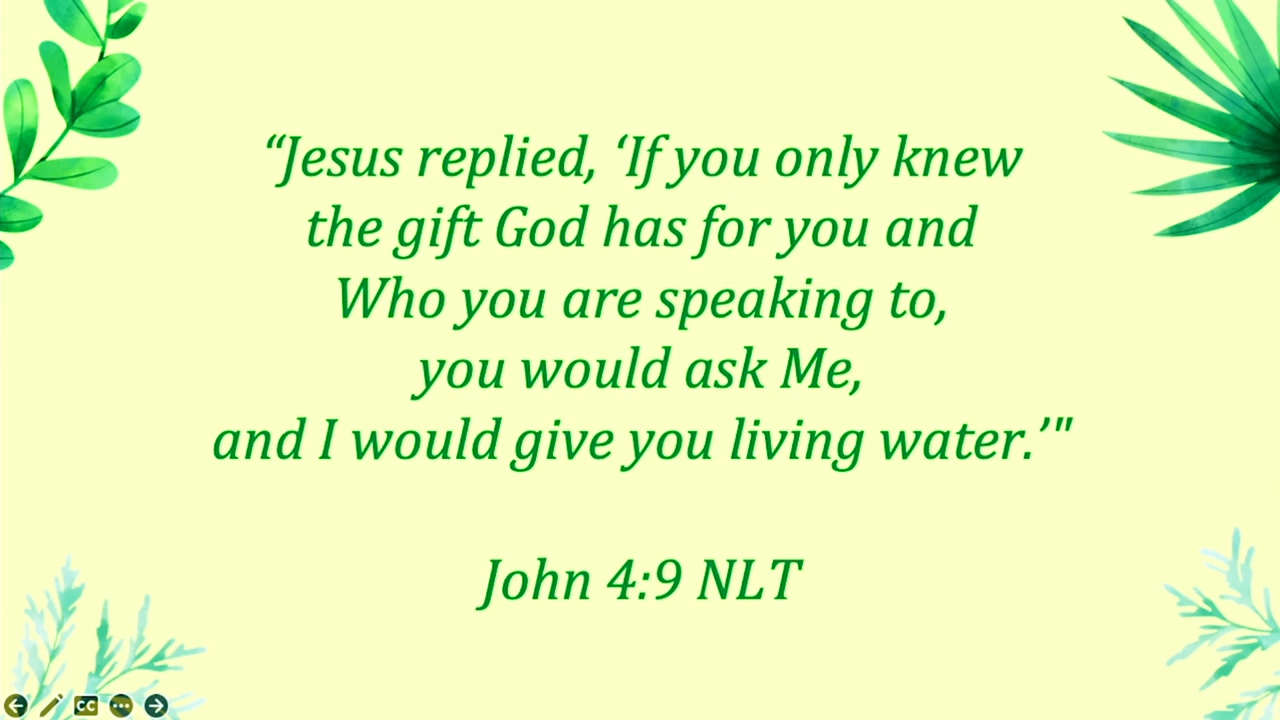 “Jesus replied, ‘If you only knew
the gift God has for you and
Who you are speaking to,
you would ask Me,
and I would give you living water.’"
John 4:9 NLT
CC